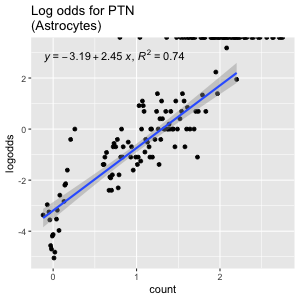 Log odds for PTN
(Astrocytes)
y = −3.19 + 2.45 x, R² = 0.74
logodds
2
0
-2
-4
0
1
2
count